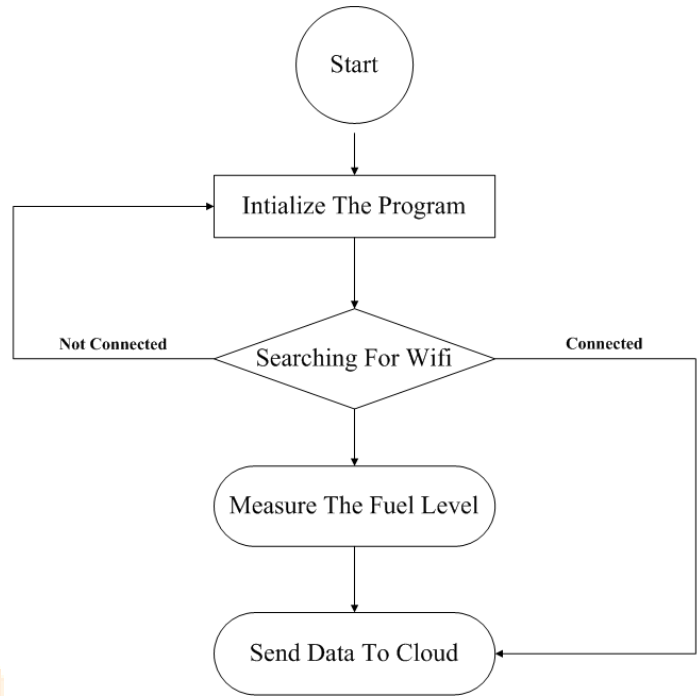 Start
Intialize The Program
Not Connected
Searching For Wifi
Connected
Measure The Fuel Level
Send Data To Cloud